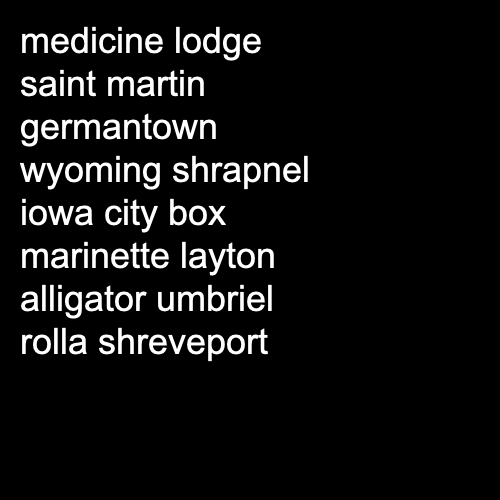 medicine lodge
saint martin
germantown
wyoming shrapnel
iowa city box
marinette layton
alligator umbriel
rolla shreveport